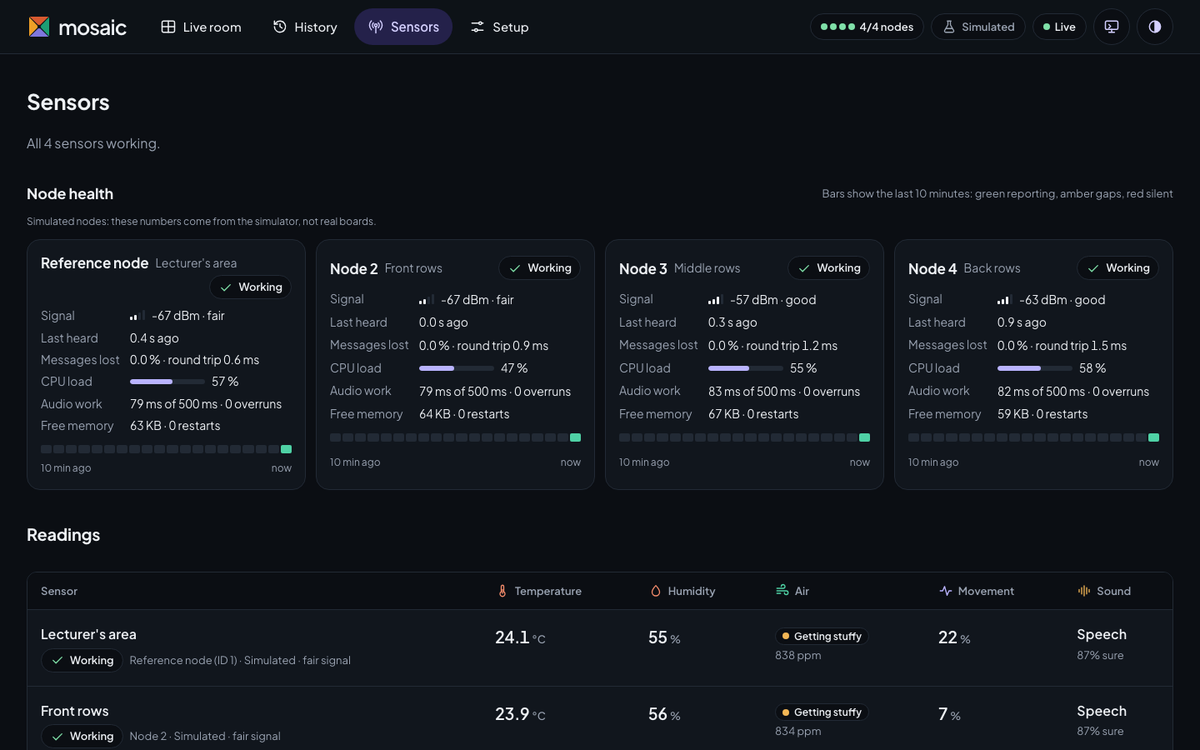 mosaic Live room History Sensors Setup 4/4 nodes Simulated Live
Sensors
All 4 sensors working.
Node health Bars show the last 10 minutes: green reporting, amber gaps, red silent
Simulated nodes: these numbers come from the simulator, not real boards.
Reference node Lecturer's area
Working
Signal -67 dBm · fair
Last heard 0.4 s ago
Messages lost 0.0 % · round trip 0.6 ms
CPU load 57 %
Audio work 79 ms of 500 ms · 0 overruns
Free memory 63 KB · 0 restarts
10 min ago now
Node 2 Front rows Working
Signal -67 dBm · fair
Last heard 0.0 s ago
Messages lost 0.0 % · round trip 0.9 ms
CPU load 47 %
Audio work 79 ms of 500 ms · 0 overruns
Free memory 64 KB · 0 restarts
10 min ago now
Node 3 Middle rows Working
Signal -57 dBm · good
Last heard 0.3 s ago
Messages lost 0.0 % · round trip 1.2 ms
CPU load 55 %
Audio work 83 ms of 500 ms · 0 overruns
Free memory 67 KB · 0 restarts
10 min ago now
Node 4 Back rows Working
Signal -63 dBm · good
Last heard 0.9 s ago
Messages lost 0.0 % · round trip 1.5 ms
CPU load 58 %
Audio work 82 ms of 500 ms · 0 overruns
Free memory 59 KB · 0 restarts
10 min ago now
Readings
Sensor Temperature Humidity Air Movement Sound
Lecturer's area 24.1 °C 55 % Getting stuffy 22 % Speech
Working Reference node (ID 1) · Simulated · fair signal 838 ppm 87% sure
Front rows 23.9 °C 56 % Getting stuffy 7 % Speech
Working Node 2 · Simulated · fair signal 834 ppm 87% sure